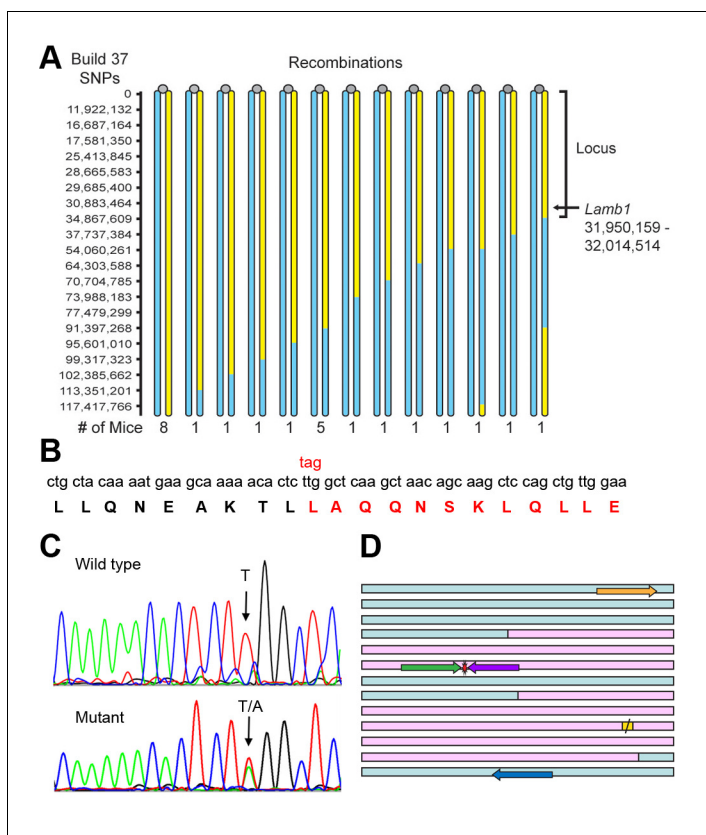 A
Build 37
SNPs
Recombinations
0
11,922,132
16,687,164
17,581,350
25,413,845
28,665,583
29,685,400
30,883,464
34,867,609
37,737,384
54,060,261
64,303,588
70,704,785
73,988,183
77,479,299
91,397,268
95,601,010
99,317,323
102,385,662
113,351,201
117,417,766
Locus
Lamb1
31,950,159 -
32,014,514
# of Mice 8 1 1 1 1 5 1 1 1 1 1 1 1
B
tag
ctg cta caa aat gaa gca aaa aca ctc ttg gct caa gct aac agc aag ctc cag ctg ttg gaa
L L Q N E A K T L L A Q Q N S K L Q L L E
C
Wild type
T
Mutant
T/A
D